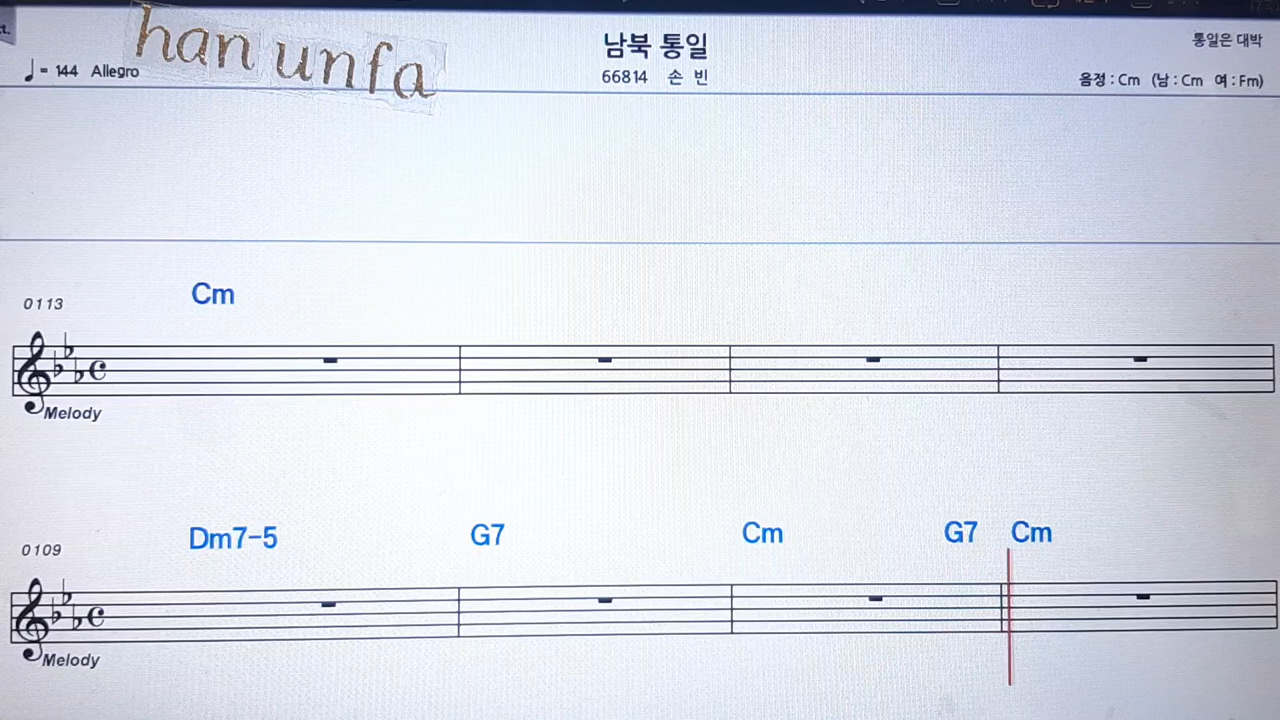 han unfa
남북 통일
통일은 대박
= 144 Allegro
66814 손 빈
음정 : Cm (남 : Cm 여 : Fm)
Cm
0113
Melody
Dm7-5 G7 Cm G7 Cm
0109
Melody